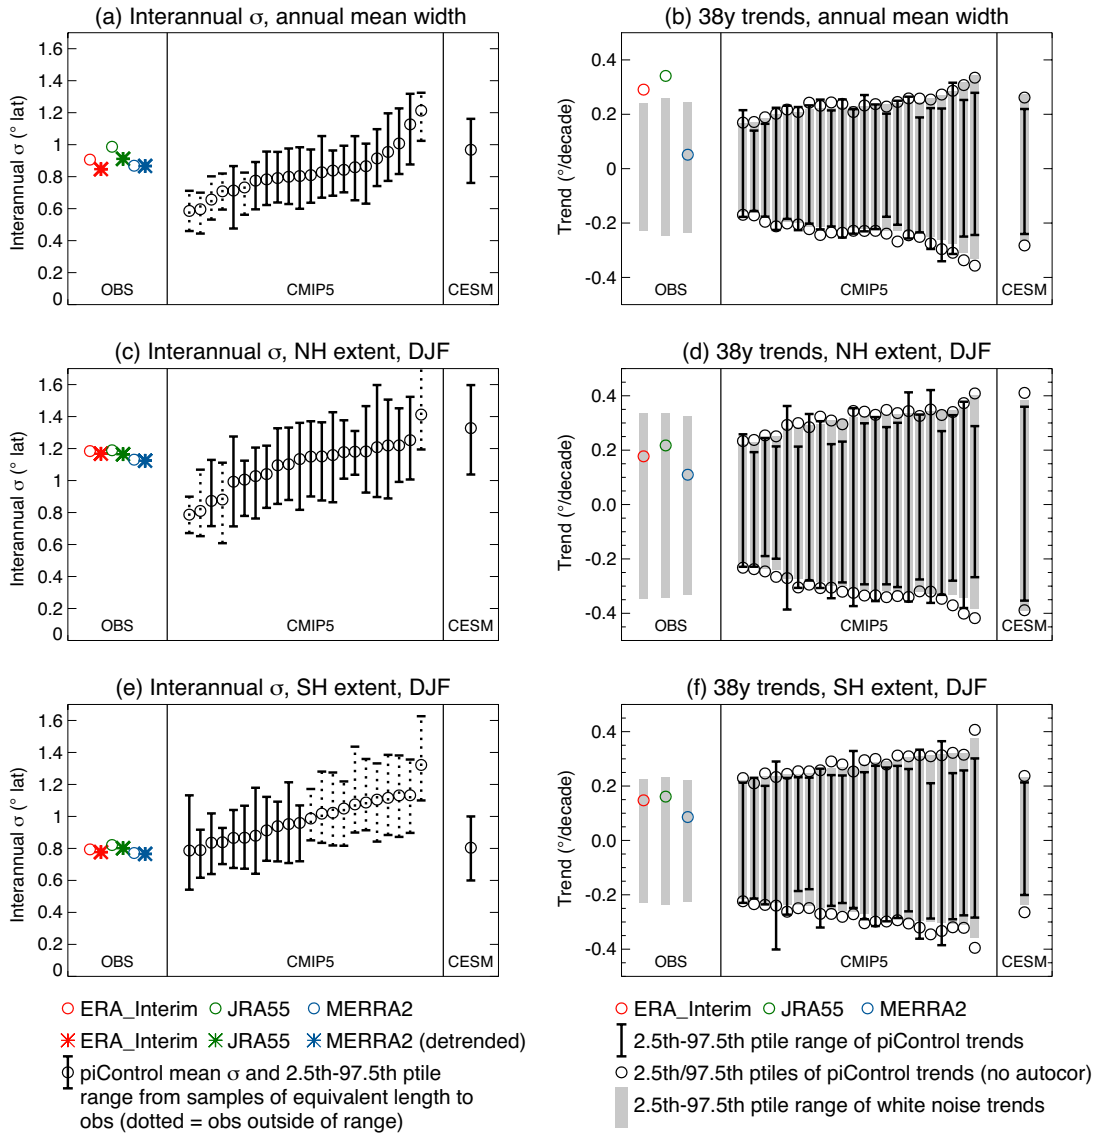 (a) Interannual σ, annual mean width
Interannual σ (° lat)
1.6
1.4
1.2
1
0.8
0.6
0.4
0.2
0
OBS
CMIP5
CESM
(b) 38y trends, annual mean width
Trend (°/decade)
0.4
0.2
0
-0.2
-0.4
OBS
CMIP5
CESM
(c) Interannual σ, NH extent, DJF
Interannual σ (° lat)
1.6
1.4
1.2
1
0.8
0.6
0.4
0.2
0
OBS
CMIP5
CESM
(d) 38y trends, NH extent, DJF
Trend (°/decade)
0.4
0.2
0.0
-0.2
-0.4
OBS
CMIP5
CESM
(e) Interannual σ, SH extent, DJF
Interannual σ (° lat)
1.6
1.4
1.2
1
0.8
0.6
0.4
0.2
0
OBS
CMIP5
CESM
(f) 38y trends, SH extent, DJF
Trend (°/decade)
0.4
0.2
0.0
-0.2
-0.4
OBS
CMIP5
CESM
ERA_Interim JRA55 MERRA2
ERA_Interim JRA55 MERRA2 (detrended)
piControl mean σ and 2.5th-97.5th ptile
range from samples of equivalent length to
obs (dotted = obs outside of range)
ERA_Interim JRA55 MERRA2
2.5th-97.5th ptile range of piControl trends
2.5th/97.5th ptiles of piControl trends (no autocor)
2.5th-97.5th ptile range of white noise trends